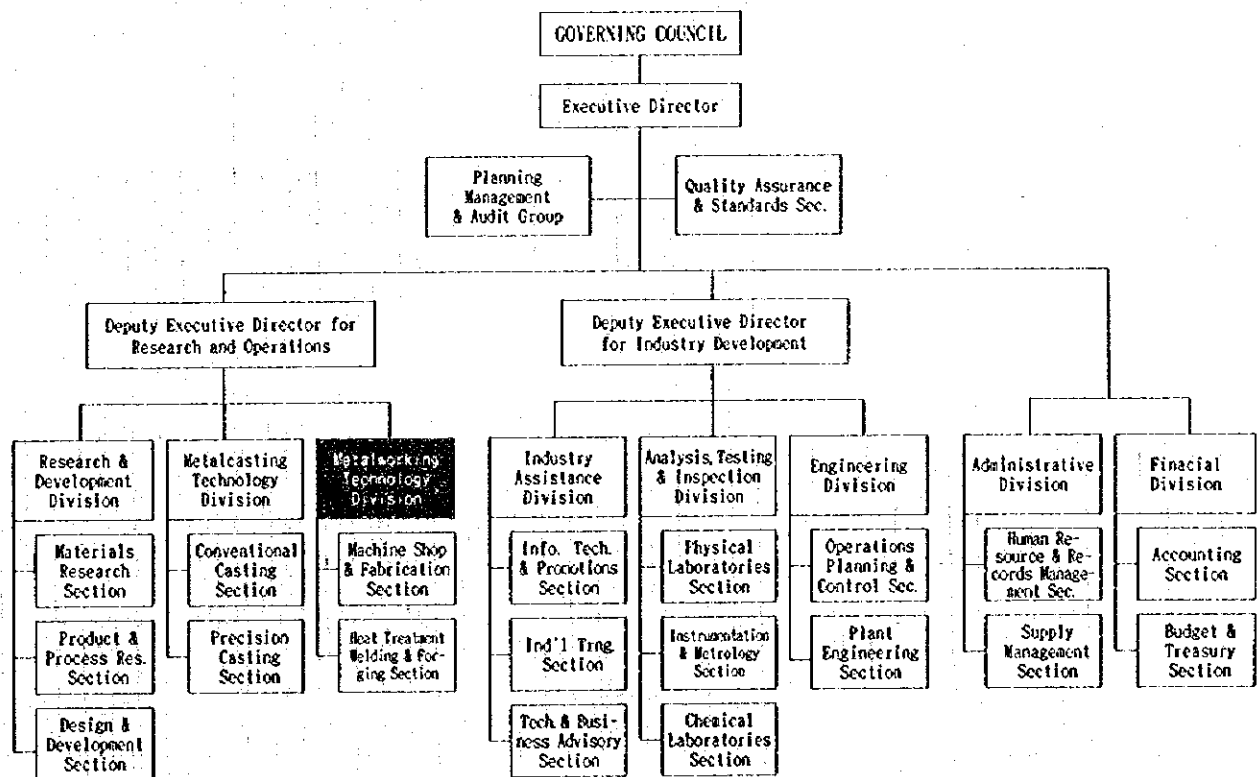 GOVERNING COUNCIL
Executive Director
Planning
Management
& Audit Group
Quality Assurance
& Standards Sec.
Deputy Executive Director for
Research and Operations
Deputy Executive Director
for Industry Development
Research &
Development
Division
Metalcasting
Technology
Division
Metalworking
Technology
Division
Industry
Assistance
Division
Analysis, Testing
& Inspection
Division
Engineering
Division
Administrative
Division
Finacial
Division
Materials
Research
Section
Conventional
Casting
Section
Machine Shop
& Fabrication
Section
Info. Tech.
& Promotions
Section
Physical
Laboratories
Section
Operations
Planning &
Control Sec.
Human Re-
source & Re-
cords Manage-
ment Sec.
Accounting
Section
Product &
Process Res.
Section
Precision
Casting
Section
Heat Treatment
Welding & For-
ging Section
Ind'l Trng.
Section
Instrumentation
& Metrology
Section
Plant
Engineering
Section
Supply
Management
Section
Budget &
Treasury
Section
Design &
Development
Section
Tech. & Busi-
ness Advisory
Section
Chemical
Laboratories
Section